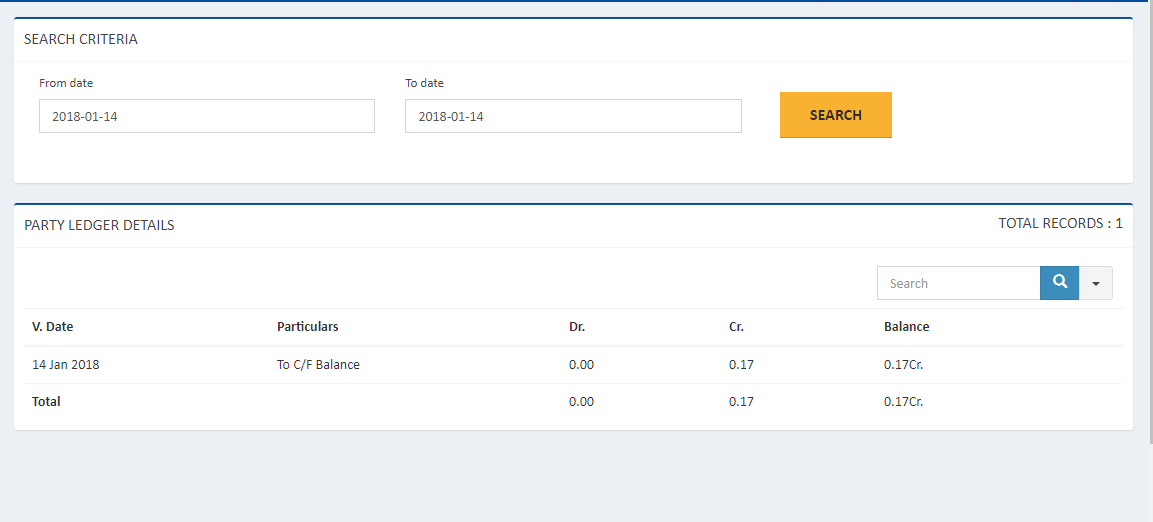 SEARCH CRITERIA
From date To date
2018-01-14 2018-01-14 SEARCH
PARTY LEDGER DETAILS TOTAL RECORDS : 1
Search
V. Date Particulars Dr. Cr. Balance
14 Jan 2018 To C/F Balance 0.00 0.17 0.17Cr.
Total 0.00 0.17 0.17Cr.